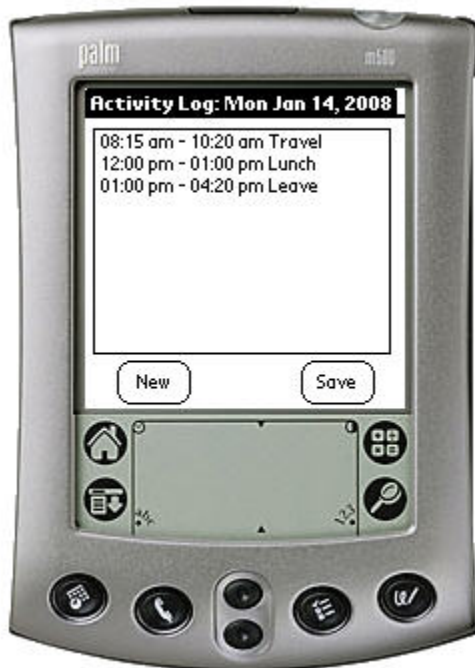 palm
m500
Activity Log: Mon Jan 14, 2008
08:15 am - 10:20 am Travel
12:00 pm - 01:00 pm Lunch
01:00 pm - 04:20 pm Leave
New
Save
abc
123